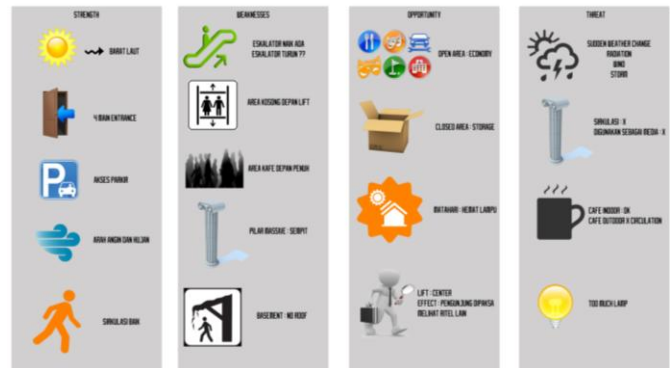 STRENGTH
BARAT LAUT
4 MAIN ENTRANCE
P
AKSES PARKIR
ARAH ANGIN DAN HUJAN
SIRKULASI BAIK
WEAKNESSES
ESKALATOR NAIK ADA
ESKALATOR TURUN ??
AREA KOSONG DEPAN LIFT
AREA KAFE DEPAN PENUH
PILAR MASSIVE : SEMPIT
BASEMENT : NO ROOF
OPPORTUNITY
OPEN AREA : ECONOMY
CLOSED AREA : STORAGE
MATAHARI : HEMAT LAMPU
LIFT : CENTER
EFFECT : PENGUNJUNG DIPAKSA
MELIHAT RITEL LAIN
THREAT
SUDDEN WEATHER CHANGE
RADIATION
WIND
STORM
SIRKULASI : X
DIGUNAKAN SEBAGAI MEDIA : X
CAFE INDOOR : OK
CAFE OUTDOOR X CIRCULATION
TOO MUCH LAMP